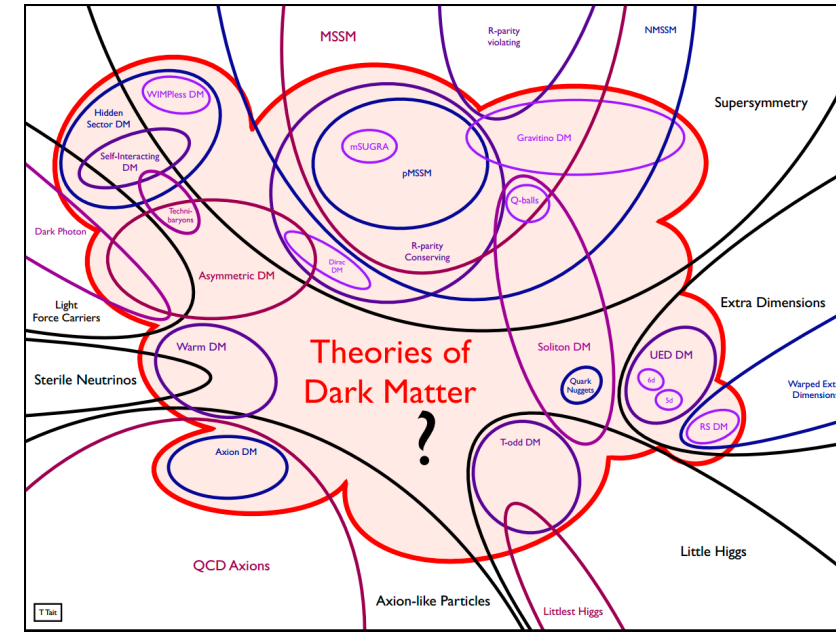 MSSM
R-parity
violating
NMSSM
Supersymmetry
WIMPless DM
Hidden
Sector DM
Self-Interacting
DM
Techni-
baryons
mSUGRA
pMSSM
Gravitino DM
Q-balls
R-parity
Conserving
Dirac
DM
Dark Photon
Asymmetric DM
Light
Force Carriers
Extra Dimensions
Warm DM
Sterile Neutrinos
Theories of
Dark Matter
?
Soliton DM
Quark
Nuggets
UED DM
6d
5d
RS DM
Warped Ext
Dimensions
Axion DM
T-odd DM
QCD Axions
Axion-like Particles
Little Higgs
Littlest Higgs
T Tait